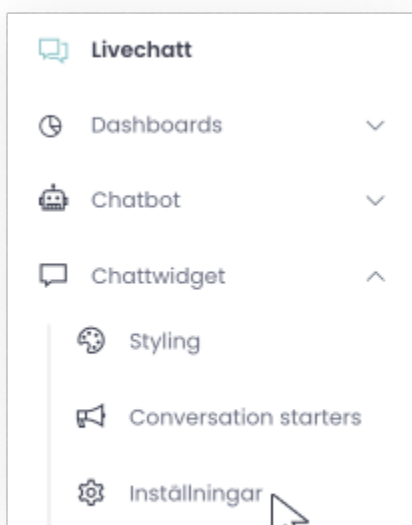 Livechatt
Dashboards
Chatbot
Chattwidget
Styling
Conversation starters
Inställningar